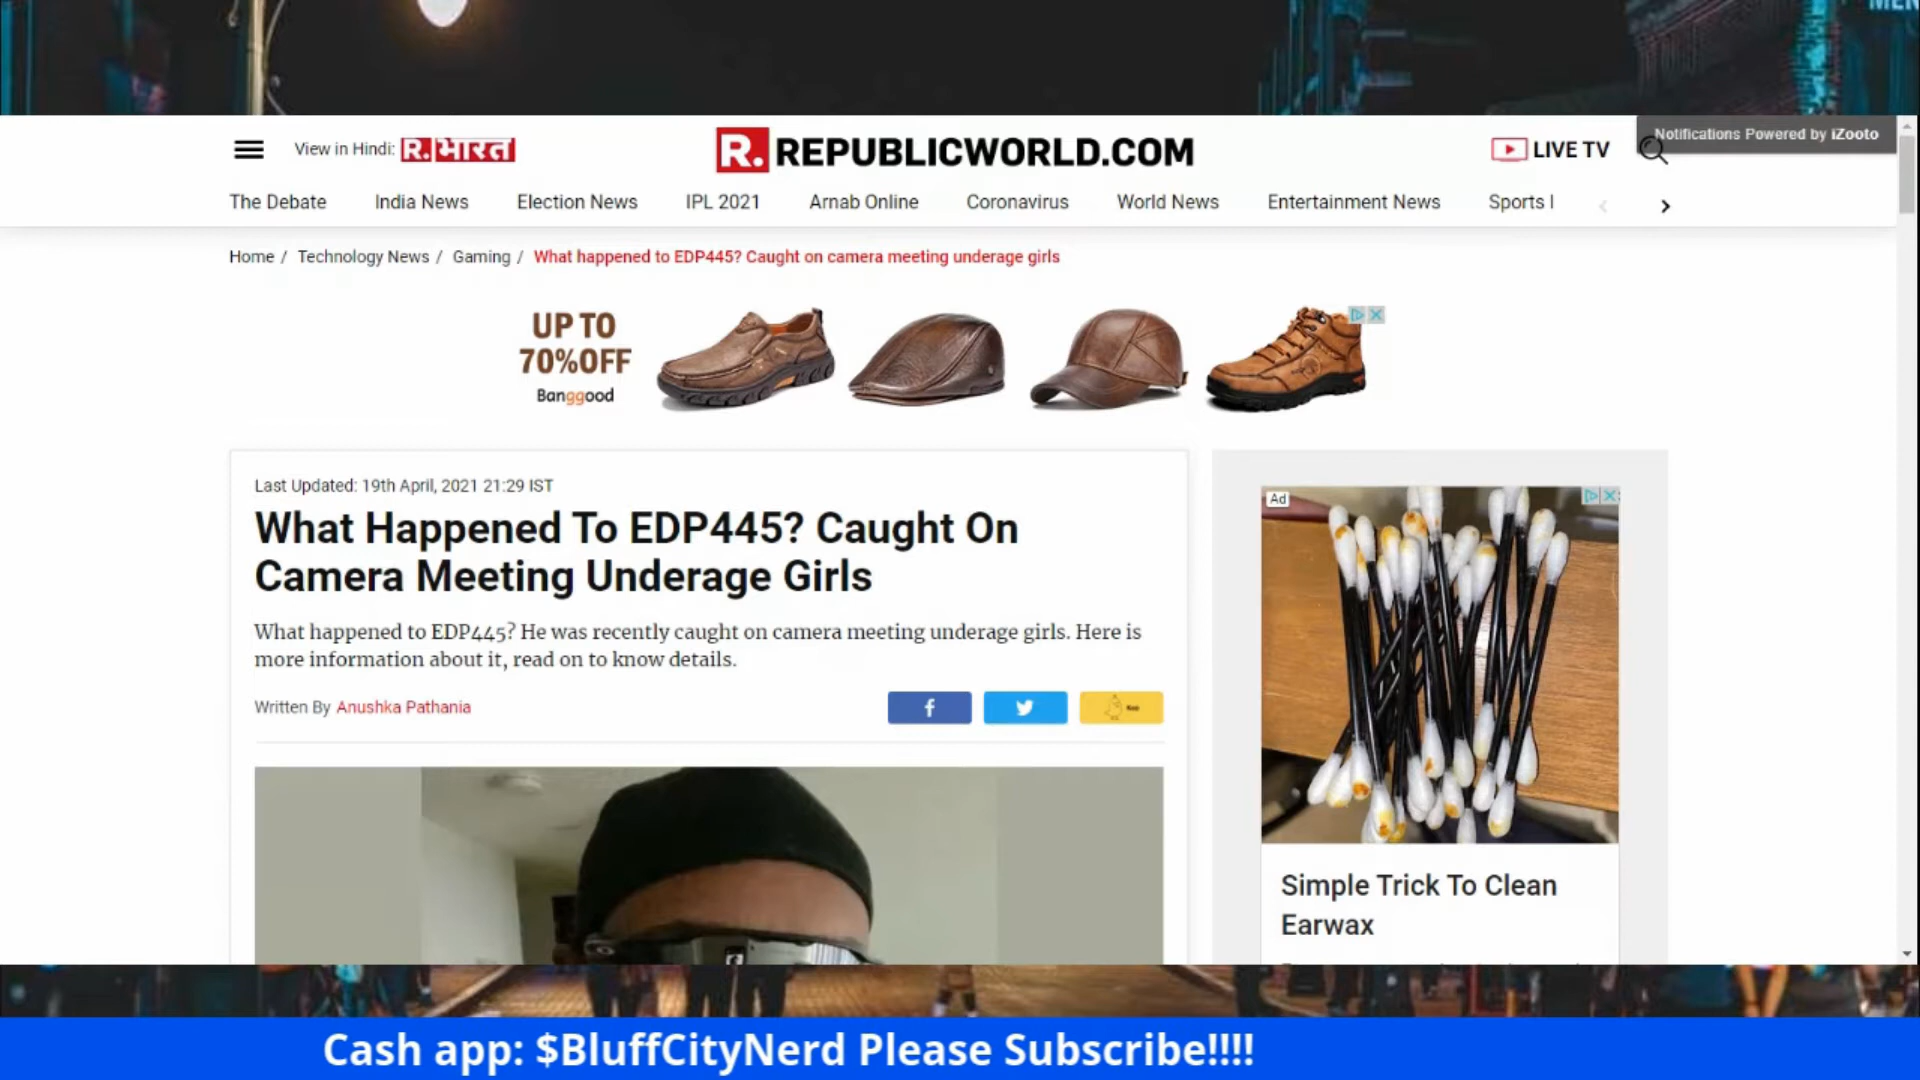 MEN
Notifications Powered by iZooto
View in Hindi: R.भारत
R. REPUBLICWORLD.COM
LIVE TV
The Debate India News Election News IPL 2021 Arnab Online Coronavirus World News Entertainment News Sports
Home / Technology News / Gaming / What happened to EDP445? Caught on camera meeting underage girls
UP TO
70%OFF
Banggood
Last Updated: 19th April, 2021 21:29 IST
What Happened To EDP445? Caught On
Camera Meeting Underage Girls
What happened to EDP445? He was recently caught on camera meeting underage girls. Here is
more information about it, read on to know details.
Written By Anushka Pathania
f
Koo
Ad
Simple Trick To Clean
Earwax
Cash app: $BluffCityNerd Please Subscribe!!!!